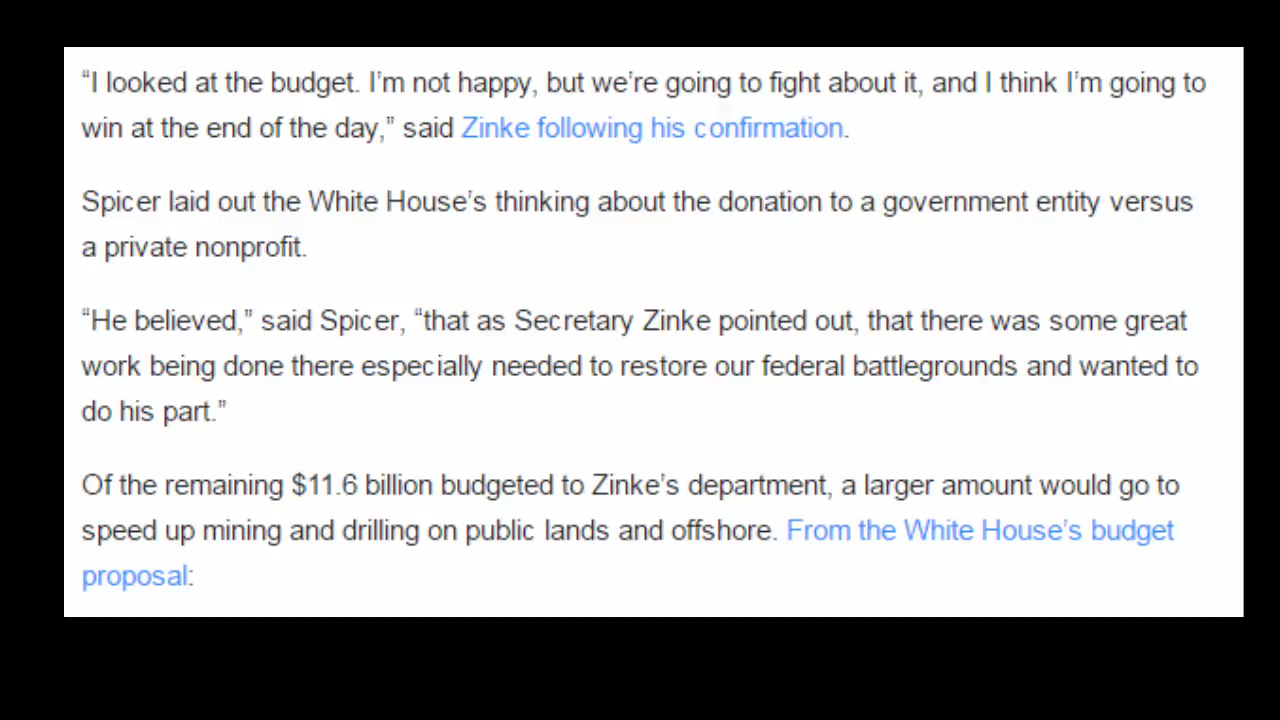 “I looked at the budget. I’m not happy, but we’re going to fight about it, and I think I’m going to
win at the end of the day,” said Zinke following his confirmation.
Spicer laid out the White House’s thinking about the donation to a government entity versus
a private nonprofit.
“He believed,” said Spicer, “that as Secretary Zinke pointed out, that there was some great
work being done there especially needed to restore our federal battlegrounds and wanted to
do his part.”
Of the remaining $11.6 billion budgeted to Zinke’s department, a larger amount would go to
speed up mining and drilling on public lands and offshore. From the White House’s budget
proposal: